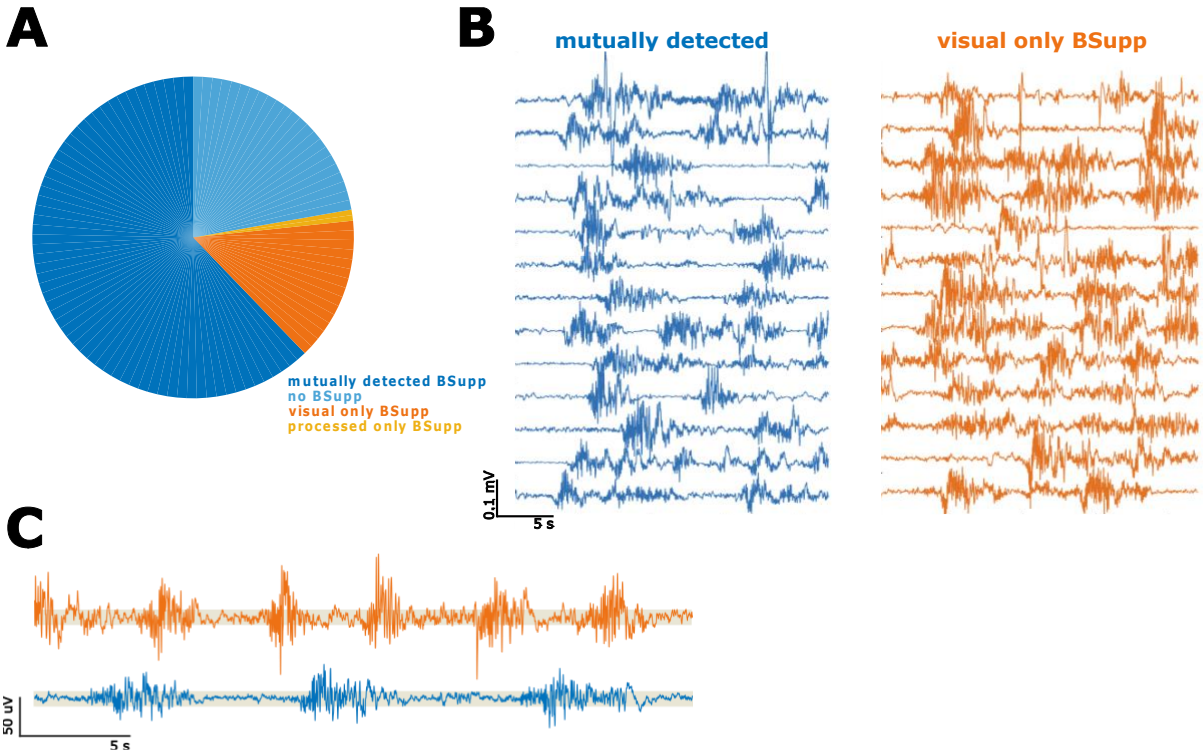 A
B
mutually detected
visual only BSupp
mutually detected BSupp
no BSupp
visual only BSupp
processed only BSupp
0.1 mV
5 s
C
50 uV
5 s